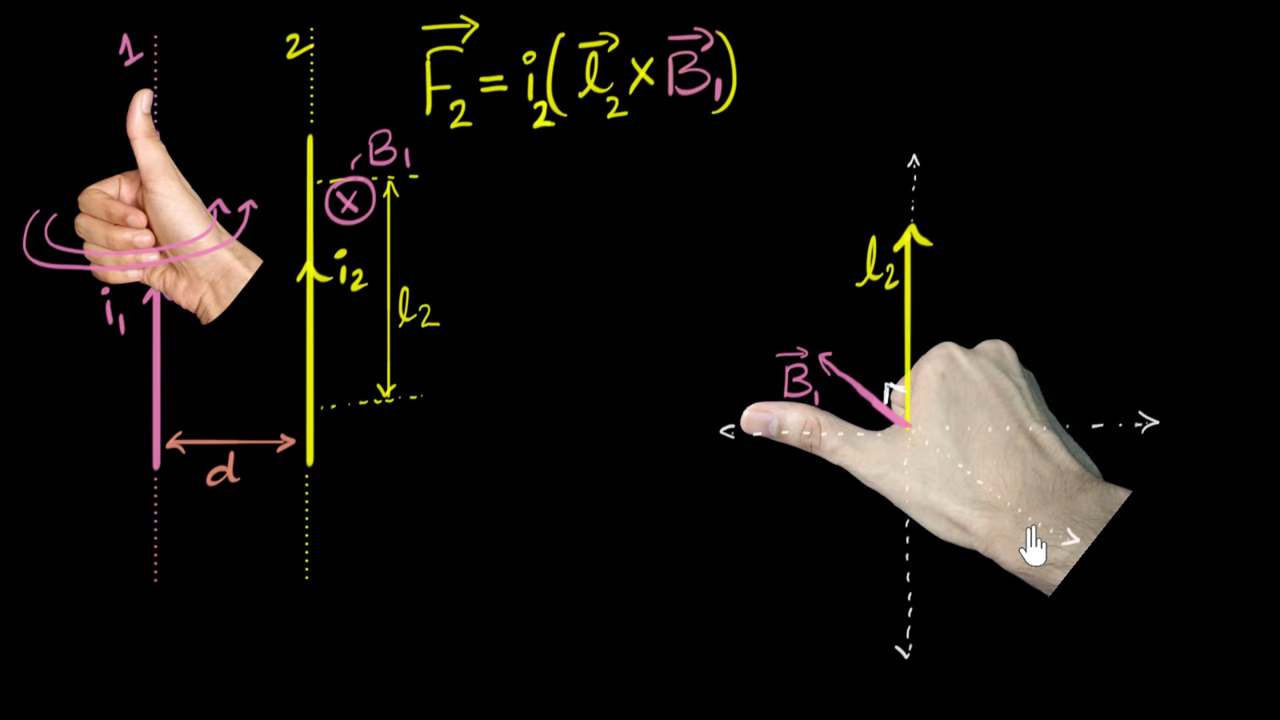 1
2
F⃗₂ = i₂(l⃗₂ × B⃗₁)
B₁
x
i₂
l₂
i₁
d
l₂
B⃗₁